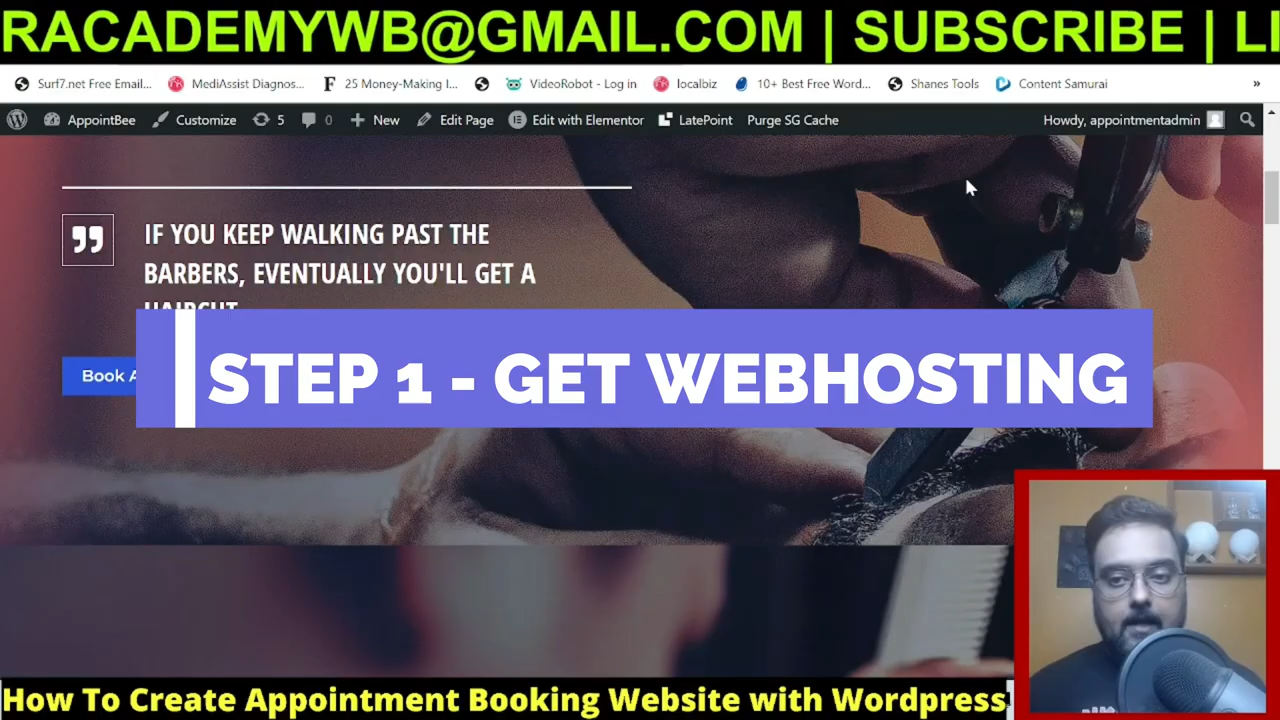 RACADEMYWB@GMAIL.COM | SUBSCRIBE | LI
Surf7.net Free Email... MediAssist Diagnos... 25 Money-Making I... VideoRobot - Log in localbiz 10+ Best Free Word... Shanes Tools Content Samurai »
AppointBee Customize 5 0 New Edit Page Edit with Elementor LatePoint Purge SG Cache Howdy, appointmentadmin
IF YOU KEEP WALKING PAST THE
BARBERS, EVENTUALLY YOU'LL GET A
HAIRCUT
Book A
STEP 1 - GET WEBHOSTING
How To Create Appointment Booking Website with Wordpress